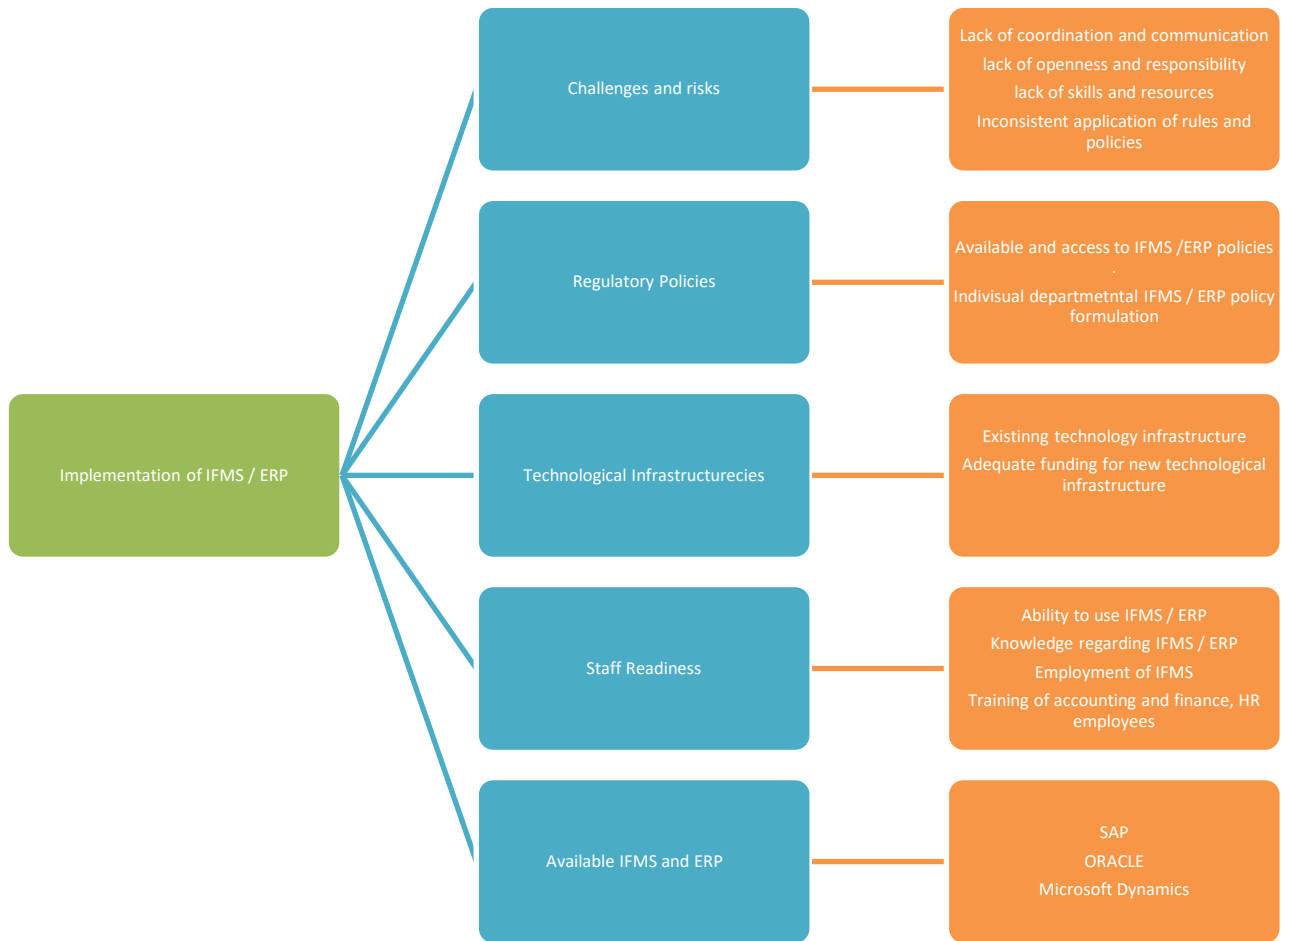 Challenges and risks
Lack of coordination and communication
lack of openness and responsibility
lack of skills and resources
Inconsistent application of rules and
policies
Regulatory Policies
Available and access to IFMS /ERP policies
.
Indivisual departmetntal IFMS / ERP policy
formulation
Implementation of IFMS / ERP
Technological Infrastructurecies
Existinng technology infrastructure
Adequate funding for new technological
infrastructure
Staff Readiness
Ability to use IFMS / ERP
Knowledge regarding IFMS / ERP
Employment of IFMS
Training of accounting and finance, HR
employees
Available IFMS and ERP
SAP
ORACLE
Microsoft Dynamics